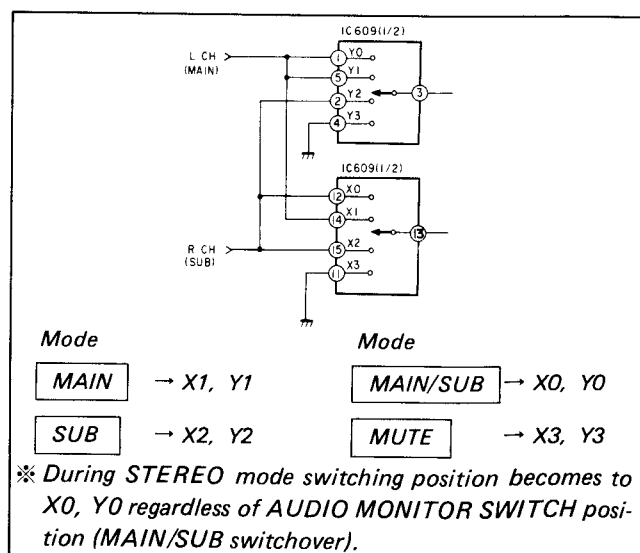 IC609(1/2)
L CH
(MAIN)
1 Y0
5 Y1
2 Y2
4 Y3
3
IC609(1/2)
12 X0
14 X1
R CH
(SUB)
15 X2
11 X3
13
Mode Mode
MAIN → X1, Y1 MAIN/SUB → X0, Y0
SUB → X2, Y2 MUTE → X3, Y3
※ During STEREO mode switching position becomes to
X0, Y0 regardless of AUDIO MONITOR SWITCH posi-
tion (MAIN/SUB switchover).